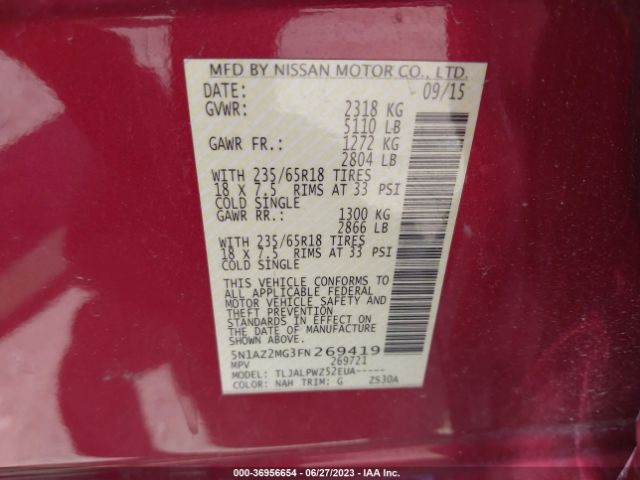 MFD BY NISSAN MOTOR CO., LTD.
DATE: 09/15
GVWR: 2318 KG
5110 LB
GAWR FR.: 1272 KG
2804 LB
WITH 235/65R18 TIRES
18 X 7.5 RIMS AT 33 PSI
COLD SINGLE
GAWR RR.: 1300 KG
2866 LB
WITH 235/65R18 TIRES
18 X 7.5 RIMS AT 33 PSI
COLD SINGLE
THIS VEHICLE CONFORMS TO
ALL APPLICABLE FEDERAL
MOTOR VEHICLE SAFETY AND
THEFT PREVENTION
STANDARDS IN EFFECT ON
THE DATE OF MANUFACTURE
SHOWN ABOVE.
5N1AZ2MG3FN269419
MPV 269721
MODEL: TLJALPWZ52EUA-----
COLOR: NAH TRIM: G ZS30A
000-36956654 - 06/27/2023 - IAA Inc.